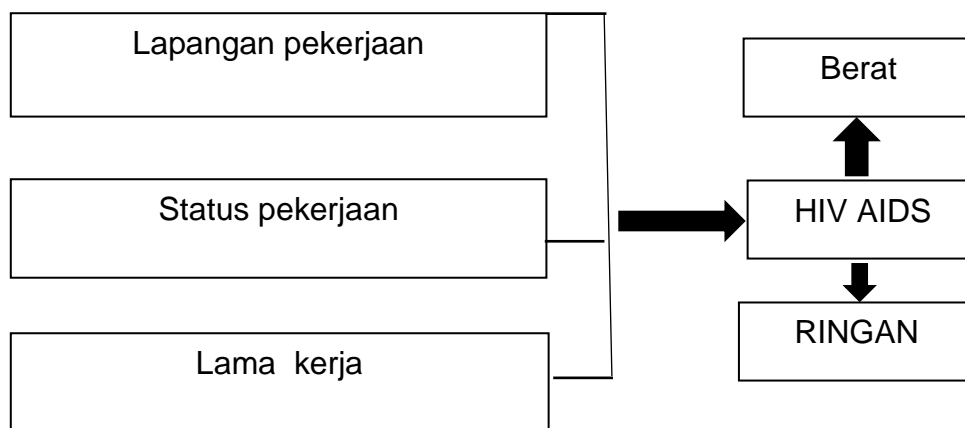 Lapangan pekerjaan
Berat
Status pekerjaan
HIV AIDS
RINGAN
Lama kerja